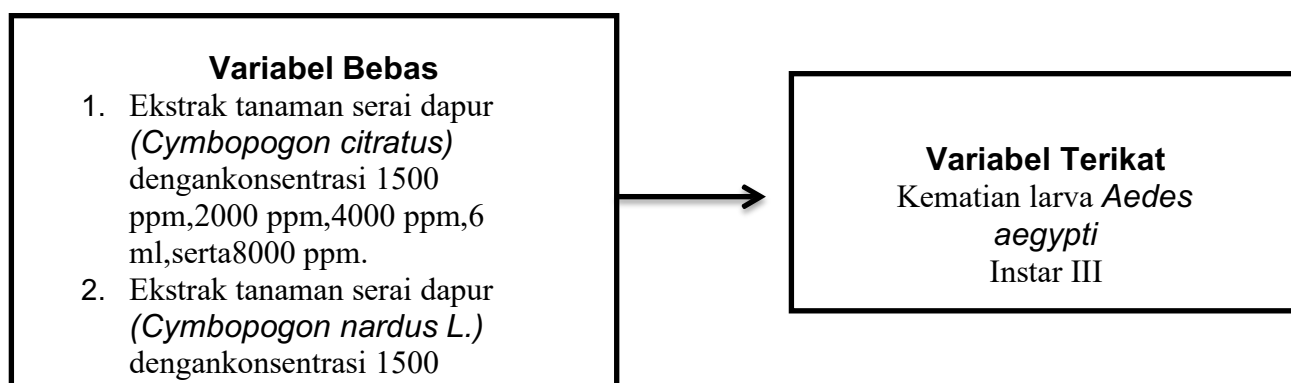 Variabel Bebas
1. Ekstrak tanaman serai dapur
(Cymbopogon citratus)
dengankonsentrasi 1500
ppm,2000 ppm,4000 ppm,6
ml,serta8000 ppm.
2. Ekstrak tanaman serai dapur
(Cymbopogon nardus L.)
dengankonsentrasi 1500
Variabel Terikat
Kematian larva Aedes
aegypti
Instar III